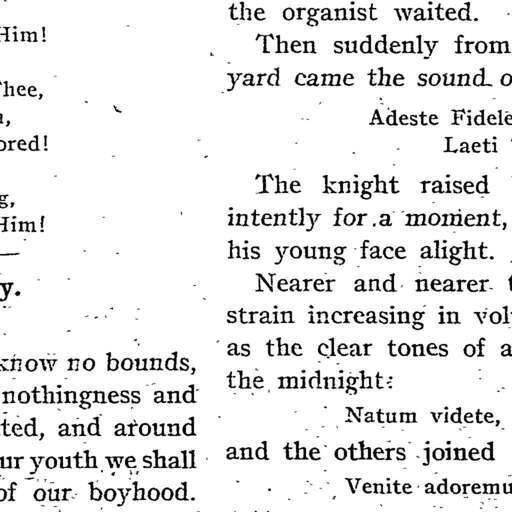 Him!
Thee,
ored!
Him!
y.
know no bounds,
nothingness and
ted, and around
ur youth we shall
of our boyhood.
the organist waited.
Then suddenly from
yard came the sound
Adeste Fidele
Laeti
The knight raised
intently for a moment,
his young face alight.
Nearer and nearer
strain increasing in vol
as the clear tones of a
the midnight:
Natum videte,
and the others joined
Venite adoremu